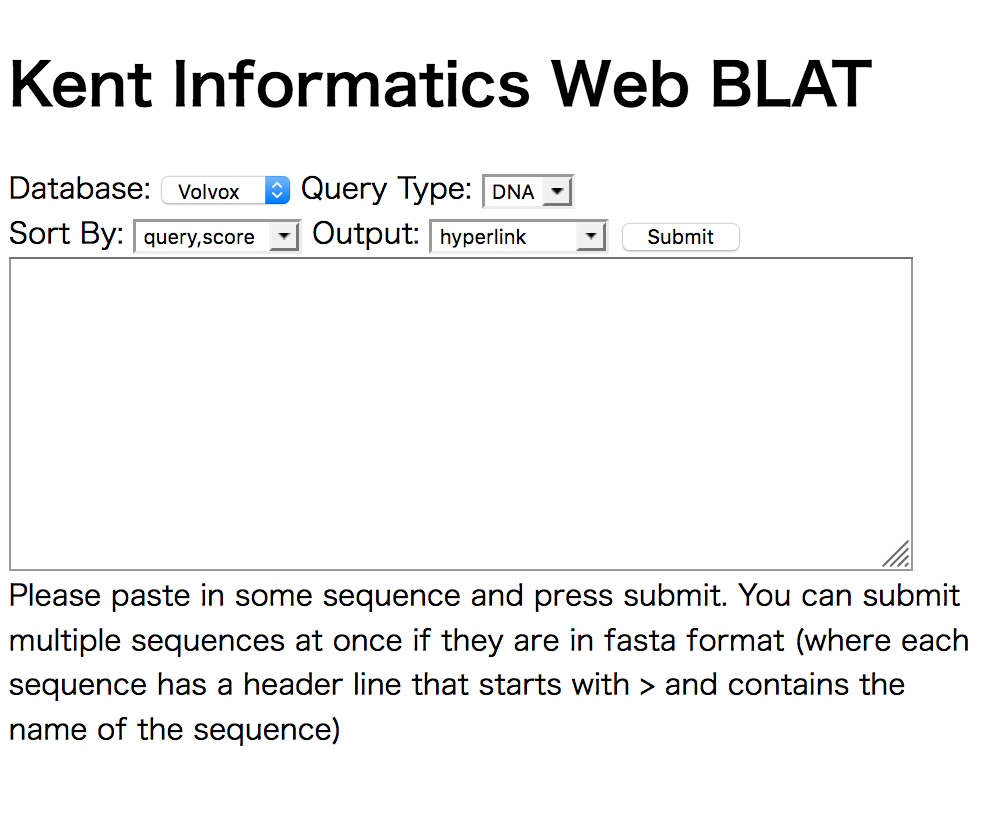 Kent Informatics Web BLAT
Database: Volvox Query Type: DNA
Sort By: query,score Output: hyperlink Submit
Please paste in some sequence and press submit. You can submit
multiple sequences at once if they are in fasta format (where each
sequence has a header line that starts with > and contains the
name of the sequence)